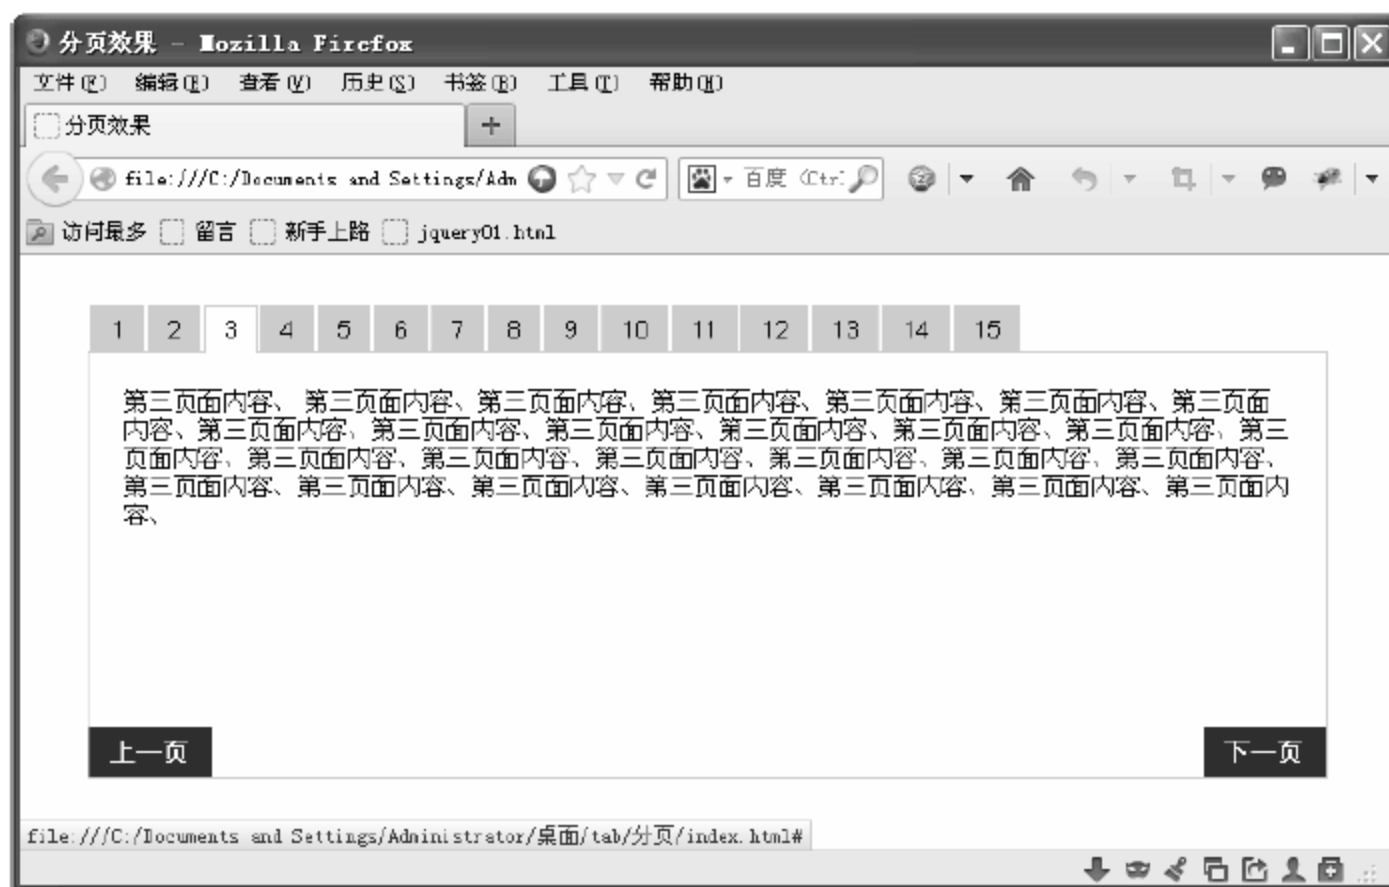 分页效果 - Mozilla Firefox
文件(F) 编辑(E) 查看(V) 历史(S) 书签(B) 工具(T) 帮助(H)
分页效果 +
file:///C:/Documents and Settings/Adm 百度 (Ctrl
访问最多 留言 新手上路 jquery01.html
1 2 3 4 5 6 7 8 9 10 11 12 13 14 15
第三页面内容、 第三页面内容、第三页面内容、第三页面内容、第三页面内容、第三页面内容、第三页面
内容、第三页面内容、第三页面内容、第三页面内容、第三页面内容、第三页面内容、第三页面内容、第三
页面内容、第三页面内容、第三页面内容、第三页面内容、第三页面内容、第三页面内容、第三页面内容、
第三页面内容、第三页面内容、第三页面内容、第三页面内容、第三页面内容、第三页面内容、第三页面内
容、
上一页 下一页
file:///C:/Documents and Settings/Administrator/桌面/tab/分页/index.html#